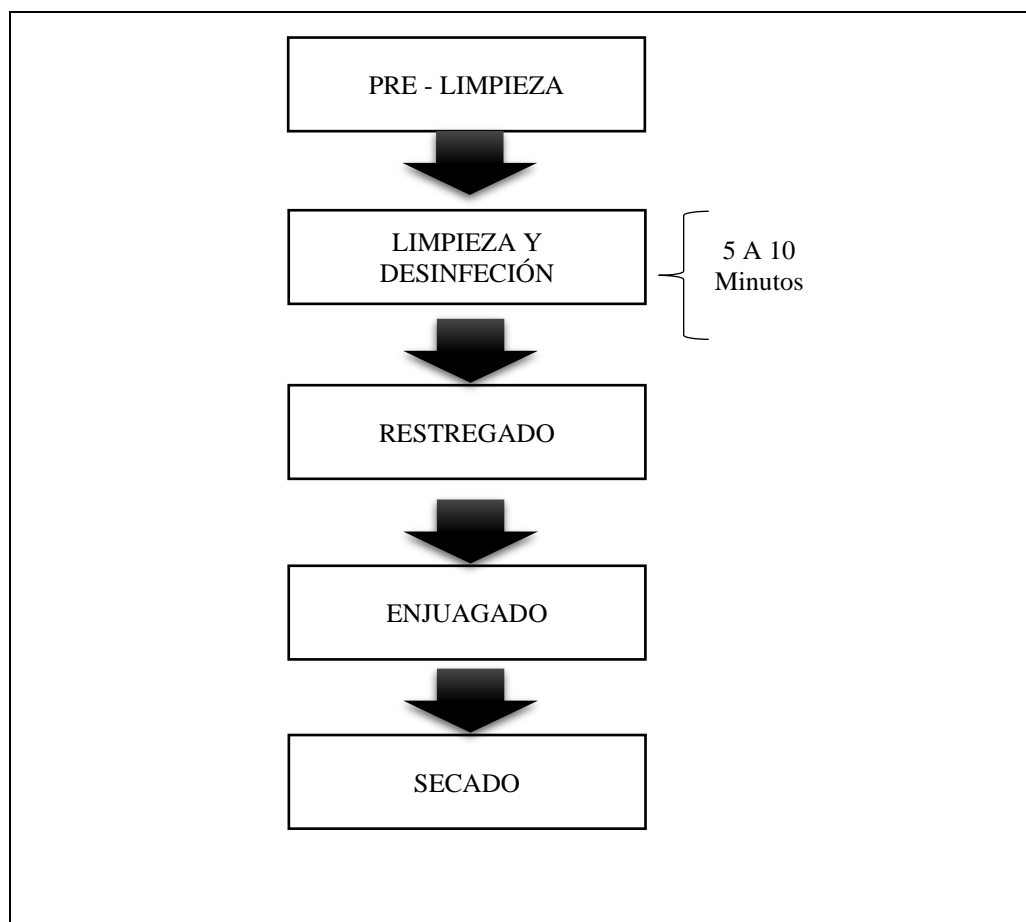 PRE - LIMPIEZA
LIMPIEZA Y
DESINFECIÓN
5 A 10
Minutos
RESTREGADO
ENJUAGADO
SECADO